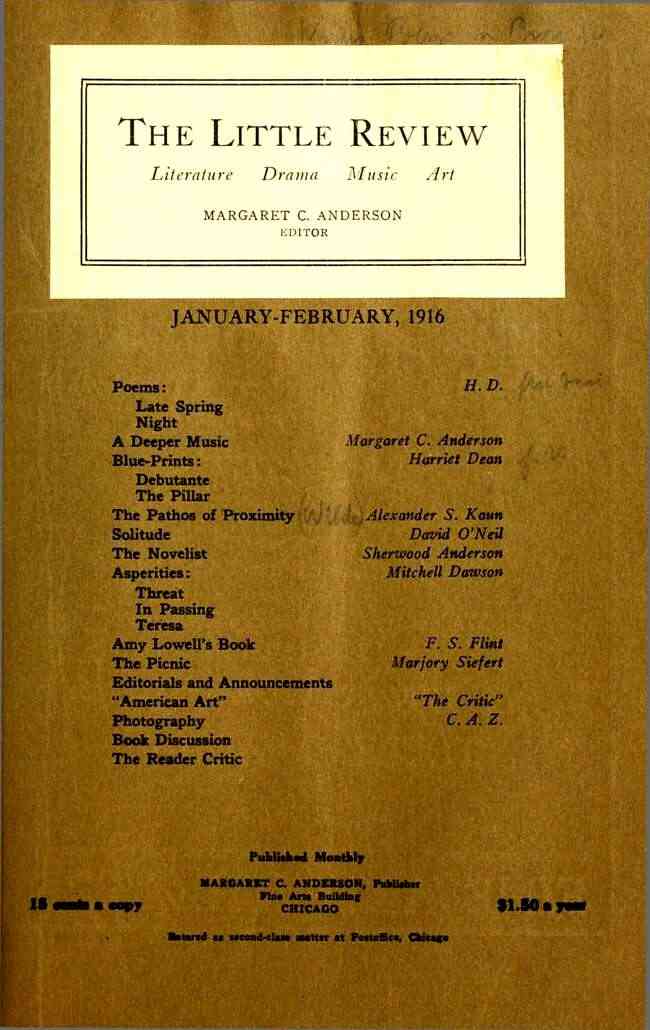 THE LITTLE REVIEW
Literature Drama Music Art
MARGARET C. ANDERSON
EDITOR
JANUARY-FEBRUARY, 1916
Poems: H. D.
Late Spring
Night
A Deeper Music Margaret C. Anderson
Blue-Prints: Harriet Dean
Debutante
The Pillar
The Pathos of Proximity (Wilde) Alexander S. Kaun
Solitude David O'Neil
The Novelist Sherwood Anderson
Asperities: Mitchell Dawson
Threat
In Passing
Teresa
Amy Lowell's Book F. S. Flint
The Picnic Marjory Siefert
Editorials and Announcements
"American Art" "The Critic"
Photography C. A. Z.
Book Discussion
The Reader Critic
Published Monthly
MARGARET C. ANDERSON, Publisher
Fine Arts Building
CHICAGO
15 cents a copy $1.50 a year
Entered as second-class matter at Postoffice, Chicago